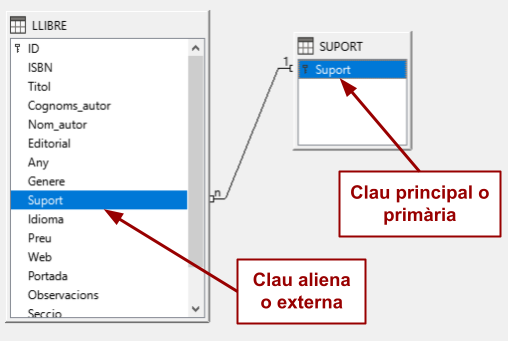 LLIBRE
ID
ISBN
Titol
Cognoms_autor
Nom_autor
Editorial
Any
Genere
Suport
Idioma
Preu
Web
Portada
Observacions
Seccio
n
1
SUPORT
Suport
Clau principal o
primària
Clau aliena
o externa